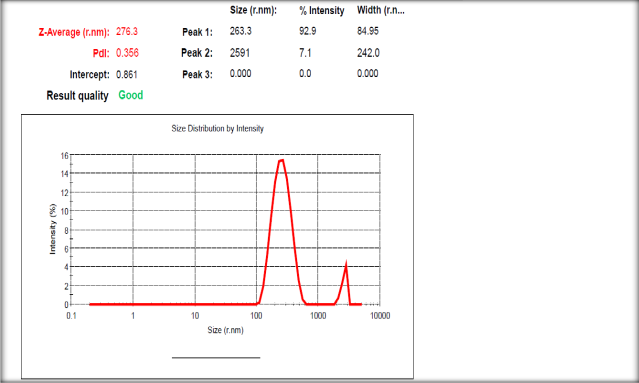 Size (r.nm): % Intensity Width (r.n...
Z-Average (r.nm): 276.3 Peak 1: 263.3 92.9 84.95
PdI: 0.356 Peak 2: 2591 7.1 242.0
Intercept: 0.861 Peak 3: 0.000 0.0 0.000
Result quality Good
Size Distribution by Intensity
16
14
12
10
8
6
4
2
0
Intensity (%)
0.1 1 10 100 1000 10000
Size (r.nm)